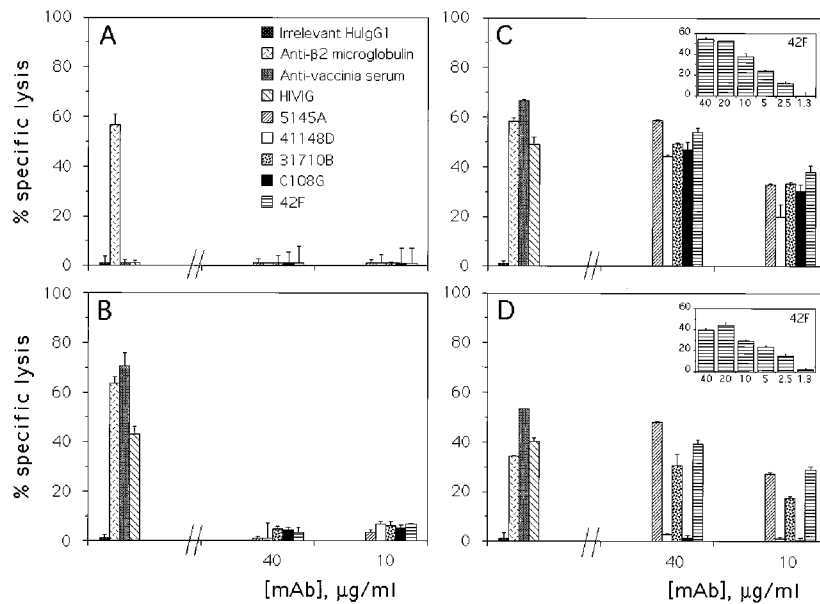 A
% specific lysis
100
80
60
40
20
0
Irrelevant HuIgG1
Anti-β2 microglobulin
Anti-vaccinia serum
HIVIG
5145A
41148D
31710B
C108G
42F
C
% specific lysis
100
80
60
40
20
0
42F
60
40
20
0
40 20 10 5 2.5 1.3
B
% specific lysis
100
80
60
40
20
0
40 10
[mAb], µg/ml
D
% specific lysis
100
80
60
40
20
0
42F
60
40
20
0
40 20 10 5 2.5 1.3
40 10
[mAb], µg/ml